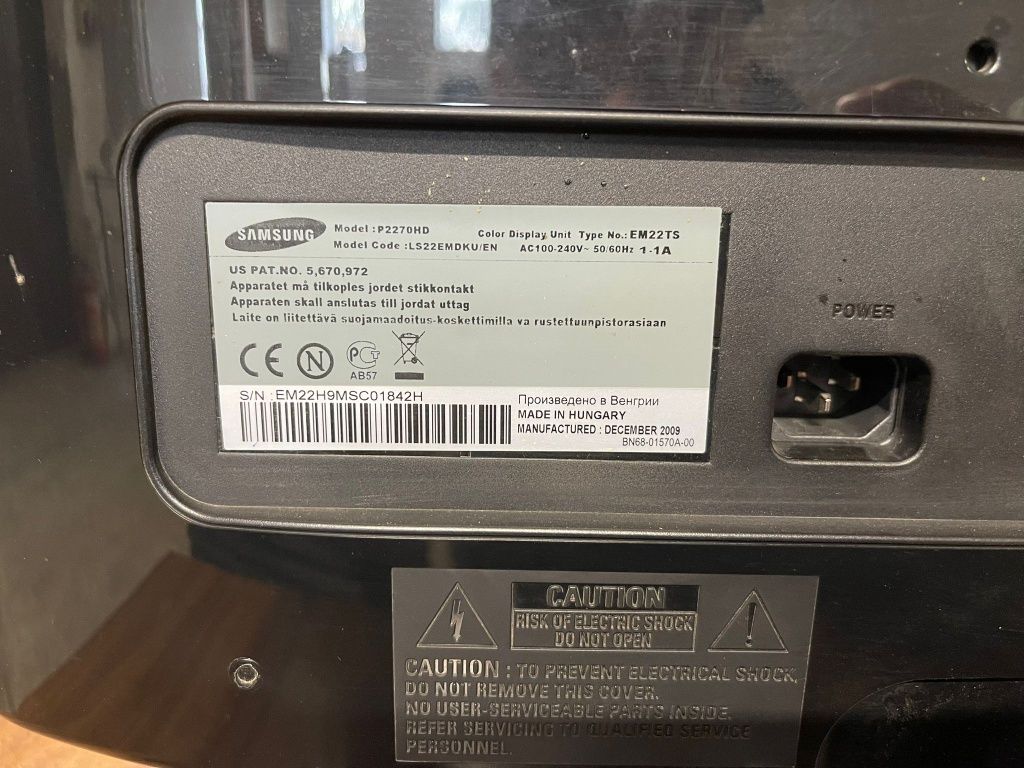 SAMSUNG
Model : P2270HD
Model Code : LS22EMDKU/EN
Color Display Unit Type No.: EM22TS
AC100-240V~ 50/60Hz 1-1A
US PAT.NO. 5,670,972
Apparatet må tilkoples jordet stikkontakt
Apparaten skall anslutas till jordat uttag
Laite on liitettävä suojamaadoitus-koskettimilla va rustettuunpistorasiaan
CE N PCT
AB57
S/N : EM22H9MSC01842H
Произведено в Венгрии
MADE IN HUNGARY
MANUFACTURED : DECEMBER 2009
BN68-01570A-00
POWER
CAUTION
RISK OF ELECTRIC SHOCK
DO NOT OPEN
CAUTION : TO PREVENT ELECTRICAL SHOCK,
DO NOT REMOVE THIS COVER.
NO USER-SERVICEABLE PARTS INSIDE.
REFER SERVICING TO QUALIFIED SERVICE
PERSONNEL.